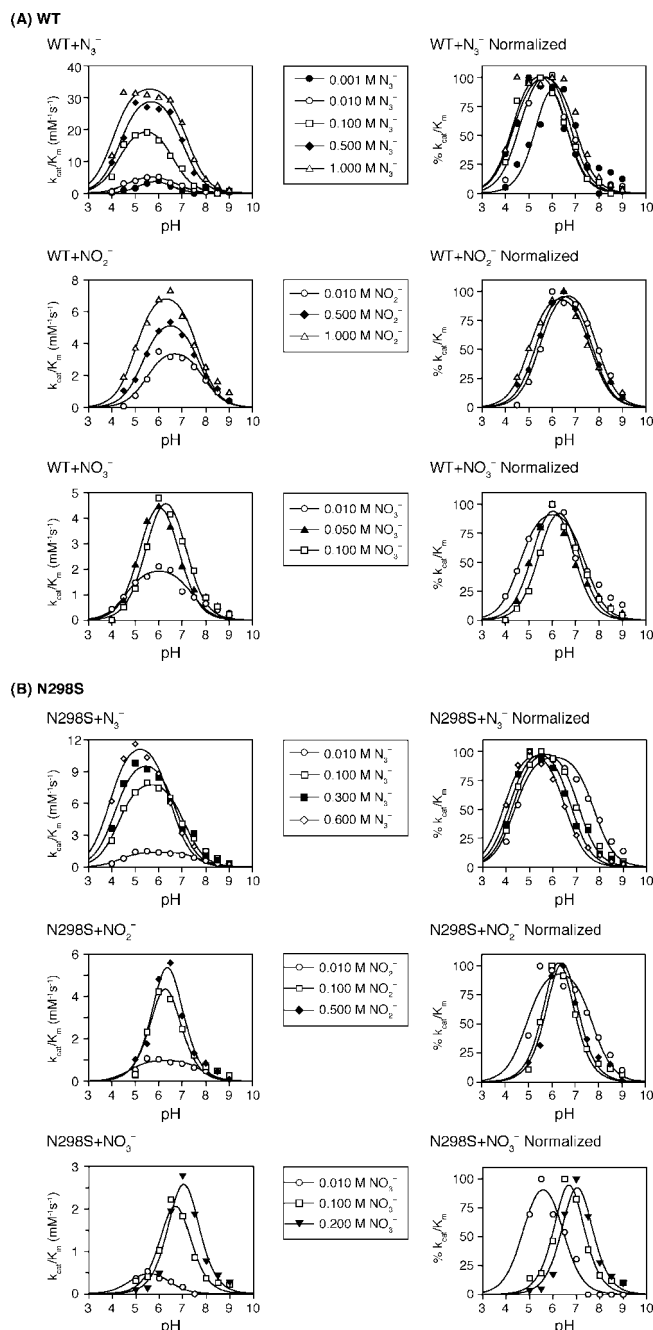 (A) WT
WT+N₃⁻
WT+N₃⁻ Normalized
k_cat/K_m (mM⁻¹s⁻¹)
40
30
20
10
0
3 4 5 6 7 8 9 10
pH
0.001 M N₃⁻
0.010 M N₃⁻
0.100 M N₃⁻
0.500 M N₃⁻
1.000 M N₃⁻
% k_cat/K_m
100
75
50
25
0
3 4 5 6 7 8 9 10
pH
WT+NO₂⁻
WT+NO₂⁻ Normalized
k_cat/K_m (mM⁻¹s⁻¹)
8
6
4
2
0
3 4 5 6 7 8 9 10
pH
0.010 M NO₂⁻
0.500 M NO₂⁻
1.000 M NO₂⁻
% k_cat/K_m
100
75
50
25
0
3 4 5 6 7 8 9 10
pH
WT+NO₃⁻
WT+NO₃⁻ Normalized
k_cat/K_m (mM⁻¹s⁻¹)
5
4
3
2
1
0
3 4 5 6 7 8 9 10
pH
0.010 M NO₃⁻
0.050 M NO₃⁻
0.100 M NO₃⁻
% k_cat/K_m
100
75
50
25
0
3 4 5 6 7 8 9 10
pH
(B) N298S
N298S+N₃⁻
N298S+N₃⁻ Normalized
k_cat/K_m (mM⁻¹s⁻¹)
12
9
6
3
0
3 4 5 6 7 8 9 10
pH
0.010 M N₃⁻
0.100 M N₃⁻
0.300 M N₃⁻
0.600 M N₃⁻
% k_cat/K_m
100
75
50
25
0
3 4 5 6 7 8 9 10
pH
N298S+NO₂⁻
N298S+NO₂⁻ Normalized
k_cat/K_m (mM⁻¹s⁻¹)
6
4
2
0
3 4 5 6 7 8 9 10
pH
0.010 M NO₂⁻
0.100 M NO₂⁻
0.500 M NO₂⁻
% k_cat/K_m
100
75
50
25
0
3 4 5 6 7 8 9 10
pH
N298S+NO₃⁻
N298S+NO₃⁻ Normalized
k_cat/K_m (mM⁻¹s⁻¹)
3
2
1
0
3 4 5 6 7 8 9 10
pH
0.010 M NO₃⁻
0.100 M NO₃⁻
0.200 M NO₃⁻
% k_cat/K_m
100
75
50
25
0
3 4 5 6 7 8 9 10
pH